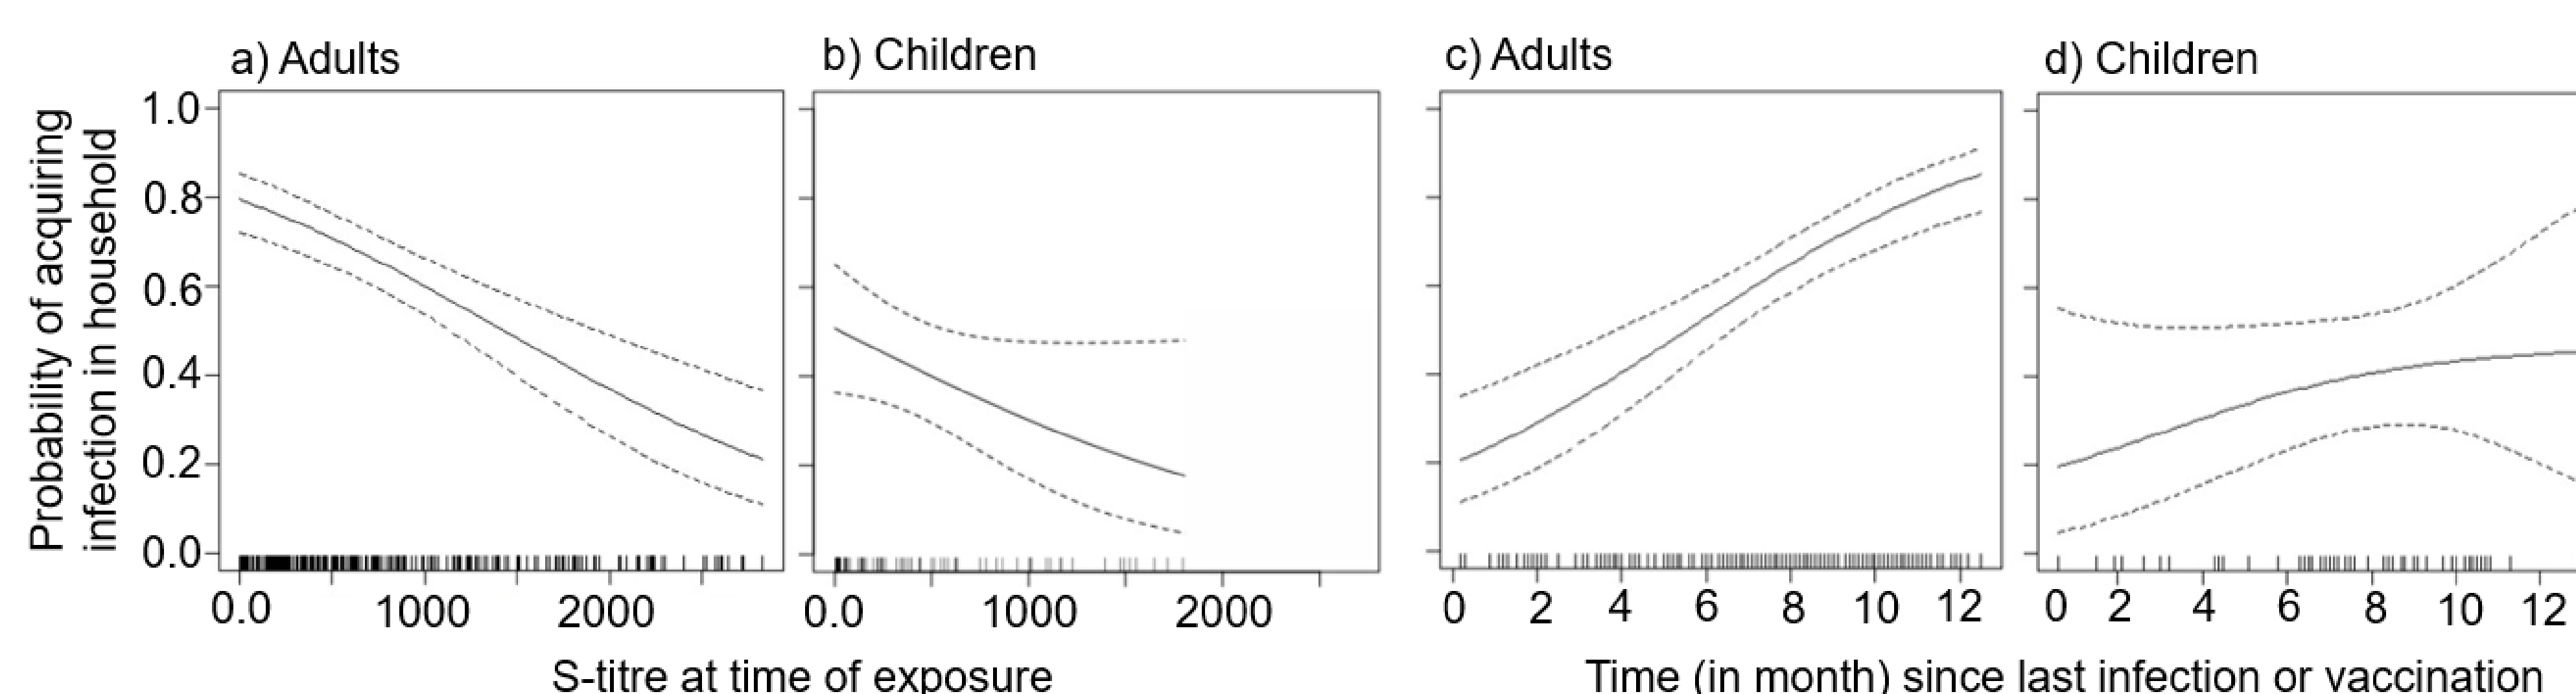 a) Adults
b) Children
c) Adults
d) Children
Probability of acquiring
infection in household
1.0
0.8
0.6
0.4
0.2
0.0
0.0 1000 2000
0.0 1000 2000
0 2 4 6 8 10 12
0 2 4 6 8 10 12
S-titre at time of exposure
Time (in month) since last infection or vaccination